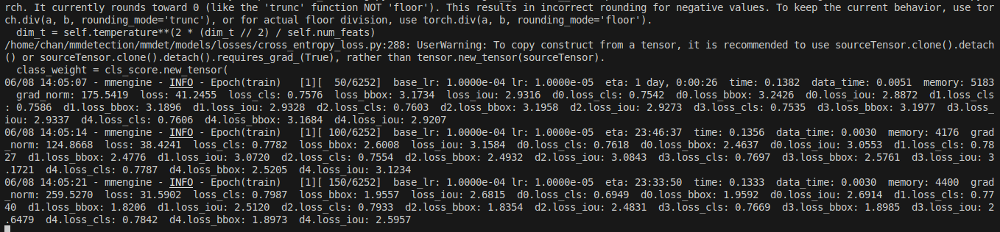 rch. It currently rounds toward 0 (like the 'trunc' function NOT 'floor'). This results in incorrect rounding for negative values. To keep the current behavior, use tor
ch.div(a, b, rounding_mode='trunc'), or for actual floor division, use torch.div(a, b, rounding_mode='floor').
  dim_t = self.temperature**(2 * (dim_t // 2) / self.num_feats)
/home/chan/mmdetection/mmdet/models/losses/cross_entropy_loss.py:288: UserWarning: To copy construct from a tensor, it is recommended to use sourceTensor.clone().detach
() or sourceTensor.clone().detach().requires_grad_(True), rather than tensor.new_tensor(sourceTensor).
  class_weight = cls_score.new_tensor(
06/08 14:05:07 - mmengine - INFO - Epoch(train)   [1][  50/6252]  base_lr: 1.0000e-04 lr: 1.0000e-05  eta: 1 day, 0:00:26  time: 0.1382  data_time: 0.0051  memory: 5183
  grad_norm: 175.5419  loss: 41.2455  loss_cls: 0.7576  loss_bbox: 3.1734  loss_iou: 2.9316  d0.loss_cls: 0.7542  d0.loss_bbox: 3.2426  d0.loss_iou: 2.8872  d1.loss_cls
: 0.7586  d1.loss_bbox: 3.1896  d1.loss_iou: 2.9328  d2.loss_cls: 0.7603  d2.loss_bbox: 3.1958  d2.loss_iou: 2.9273  d3.loss_cls: 0.7535  d3.loss_bbox: 3.1977  d3.loss_
iou: 2.9337  d4.loss_cls: 0.7606  d4.loss_bbox: 3.1684  d4.loss_iou: 2.9207
06/08 14:05:14 - mmengine - INFO - Epoch(train)   [1][ 100/6252]  base_lr: 1.0000e-04 lr: 1.0000e-05  eta: 23:46:37  time: 0.1356  data_time: 0.0030  memory: 4176  grad
_norm: 124.8668  loss: 38.4241  loss_cls: 0.7782  loss_bbox: 2.6008  loss_iou: 3.1584  d0.loss_cls: 0.7618  d0.loss_bbox: 2.4637  d0.loss_iou: 3.0553  d1.loss_cls: 0.78
27  d1.loss_bbox: 2.4776  d1.loss_iou: 3.0720  d2.loss_cls: 0.7554  d2.loss_bbox: 2.4932  d2.loss_iou: 3.0843  d3.loss_cls: 0.7697  d3.loss_bbox: 2.5761  d3.loss_iou: 3
.1721  d4.loss_cls: 0.7787  d4.loss_bbox: 2.5205  d4.loss_iou: 3.1234
06/08 14:05:21 - mmengine - INFO - Epoch(train)   [1][ 150/6252]  base_lr: 1.0000e-04 lr: 1.0000e-05  eta: 23:33:50  time: 0.1333  data_time: 0.0030  memory: 4400  grad
_norm: 259.5270  loss: 31.5902  loss_cls: 0.7987  loss_bbox: 1.9557  loss_iou: 2.6815  d0.loss_cls: 0.6949  d0.loss_bbox: 1.9592  d0.loss_iou: 2.6914  d1.loss_cls: 0.77
40  d1.loss_bbox: 1.8206  d1.loss_iou: 2.5120  d2.loss_cls: 0.7933  d2.loss_bbox: 1.8354  d2.loss_iou: 2.4831  d3.loss_cls: 0.7669  d3.loss_bbox: 1.8985  d3.loss_iou: 2
.6479  d4.loss_cls: 0.7842  d4.loss_bbox: 1.8973  d4.loss_iou: 2.5957